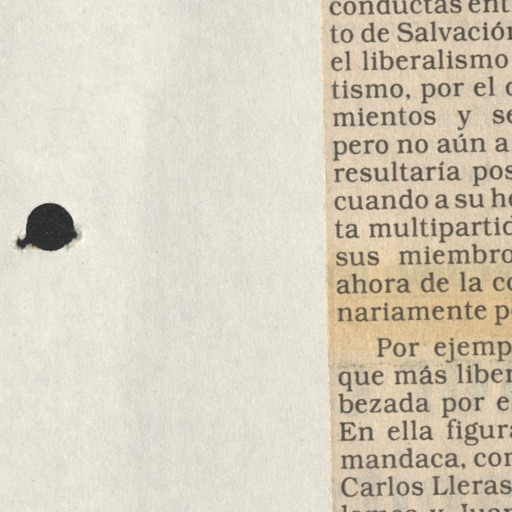 conductas ent
to de Salvación
el liberalismo
tismo, por el
mientos y se
pero no aún a
resultaría pos
cuando a su ho
ta multipartid
sus miembro
ahora de la co
nariamente p
Por ejemp
que más liber
bezada por e
En ella figura
mandaca, con
Carlos Lleras